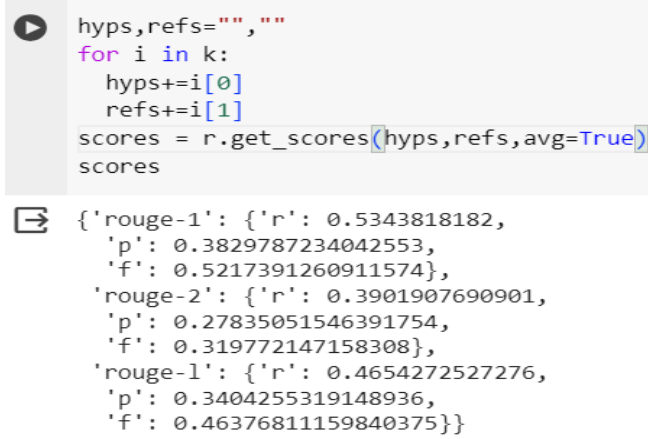 hyps,refs="",""
for i in k:
  hyps+=i[0]
  refs+=i[1]
scores = r.get_scores(hyps,refs,avg=True)
scores
{'rouge-1': {'r': 0.5343818182,
  'p': 0.3829787234042553,
  'f': 0.5217391260911574},
 'rouge-2': {'r': 0.3901907690901,
  'p': 0.27835051546391754,
  'f': 0.319772147158308},
 'rouge-l': {'r': 0.4654272527276,
  'p': 0.3404255319148936,
  'f': 0.46376811159840375}}